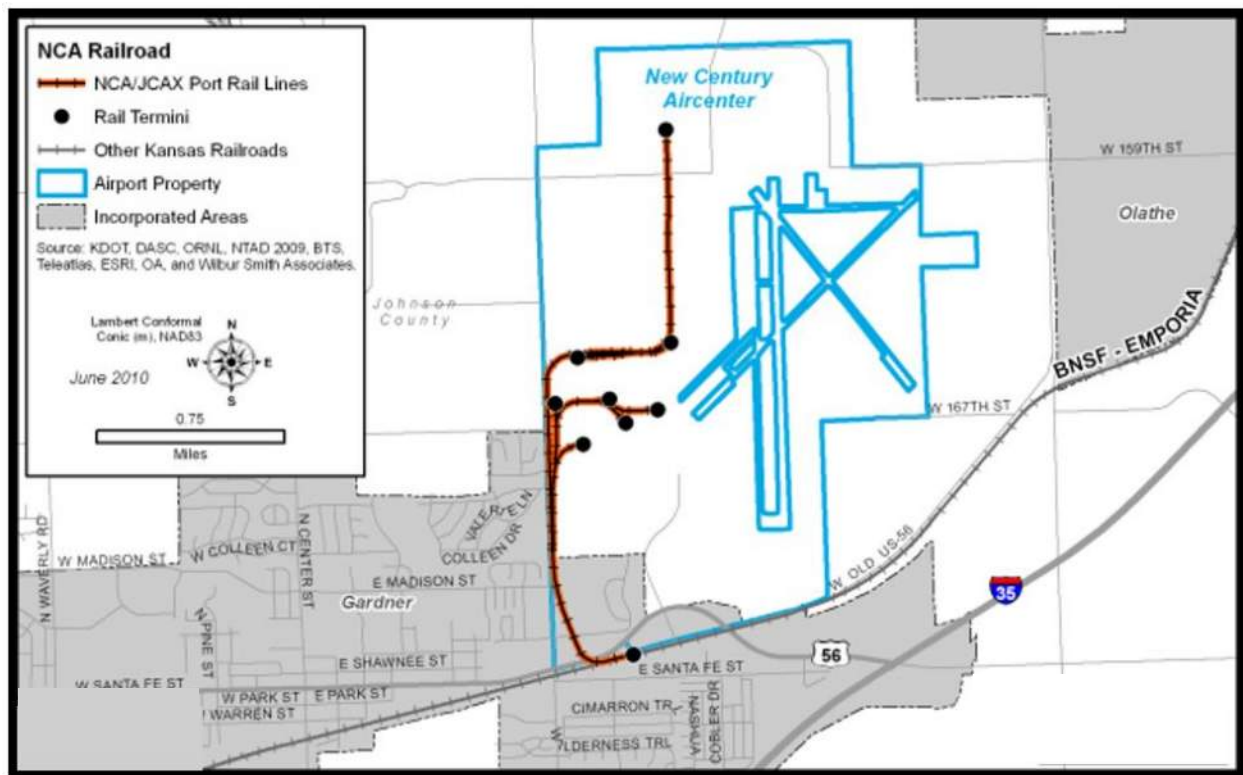 NCA Railroad
NCA/JCAX Port Rail Lines
Rail Termini
Other Kansas Railroads
Airport Property
Incorporated Areas
Source: KDOT, DASC, ORNL, NTAD 2009, BTS,
Teleatlas, ESRI, OA, and Wilbur Smith Associates.
Lambert Conformal
Conic (m), NAD83
June 2010
N
W
E
S
0.75
Miles
New Century
Aircenter
W 159TH ST
Olathe
Johnson
County
BNSF - EMPORIA
W 167TH ST
W OLD US-56
35
56
N WAVERLY RD
W MADISON ST
W COLLEEN CT
N CENTER ST
COLLEEN DR
E MADISON ST
Gardner
N PINE ST
E SHAWNEE ST
W SANTA FE ST
E SANTA FE ST
W PARK ST
E PARK ST
WARREN ST
CIMARRON TR
NASHUA
COBLER DR
W
LDERNESS TRL